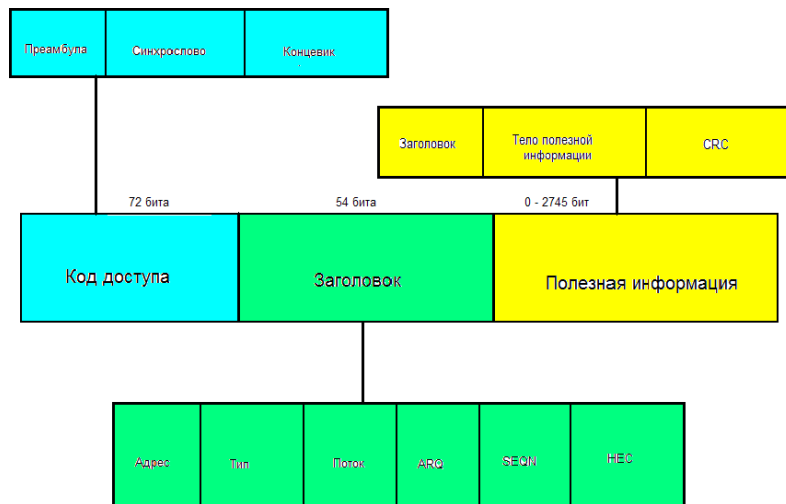 Преамбула Синхрослово Концевик
Заголовок Тело полезной информации CRC
72 бита 54 бита 0 - 2745 бит
Код доступа Заголовок Полезная информация
Адрес Тип Поток ARQ SEQN HEC